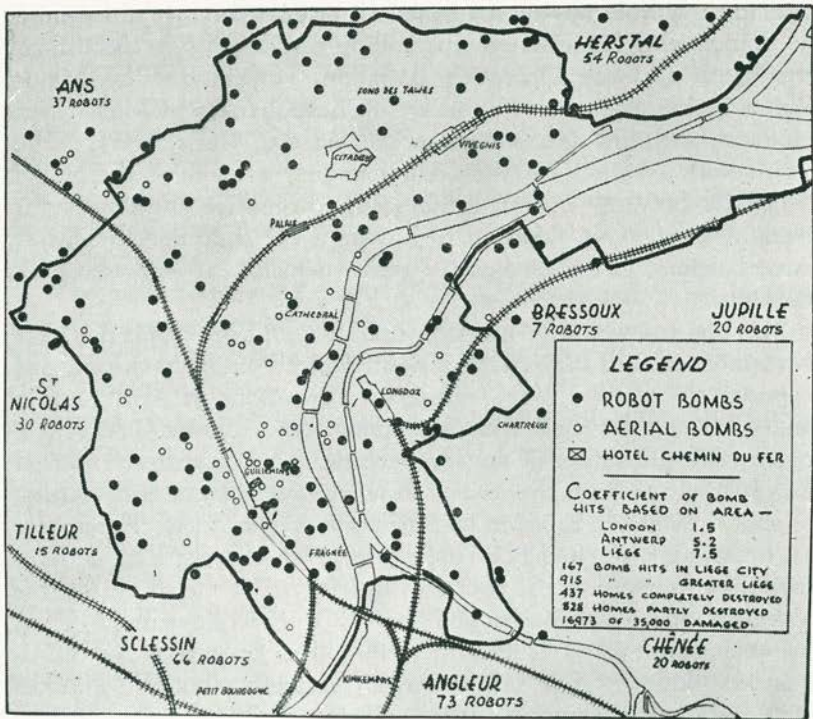 HERSTAL
54 ROBOTS
ANS
37 ROBOTS
FOND DES TAWES
CITADELLE
VIVEGNIS
PALAIS
CATHEDRAL
BRESSOUX
7 ROBOTS
JUPILLE
20 ROBOTS
LONGDOZ
CHARTREUSE
ST NICOLAS
30 ROBOTS
GUILLEMINS
TILLEUR
15 ROBOTS
FRAGNÉE
SCLESSIN
66 ROBOTS
PETIT BOURGOGNE
KINKEMPOIS
ANGLEUR
73 ROBOTS
CHÊNÉE
20 ROBOTS
LEGEND
ROBOT BOMBS
AERIAL BOMBS
HOTEL CHEMIN DU FER
COEFFICIENT OF BOMB
HITS BASED ON AREA —
LONDON 1.5
ANTWERP 5.2
LIEGE 7.5
167 BOMB HITS IN LIEGE CITY
915 " " GREATER LIEGE
437 HOMES COMPLETELY DESTROYED
828 HOMES PARTLY DESTROYED
16973 OF 35,000 DAMAGED